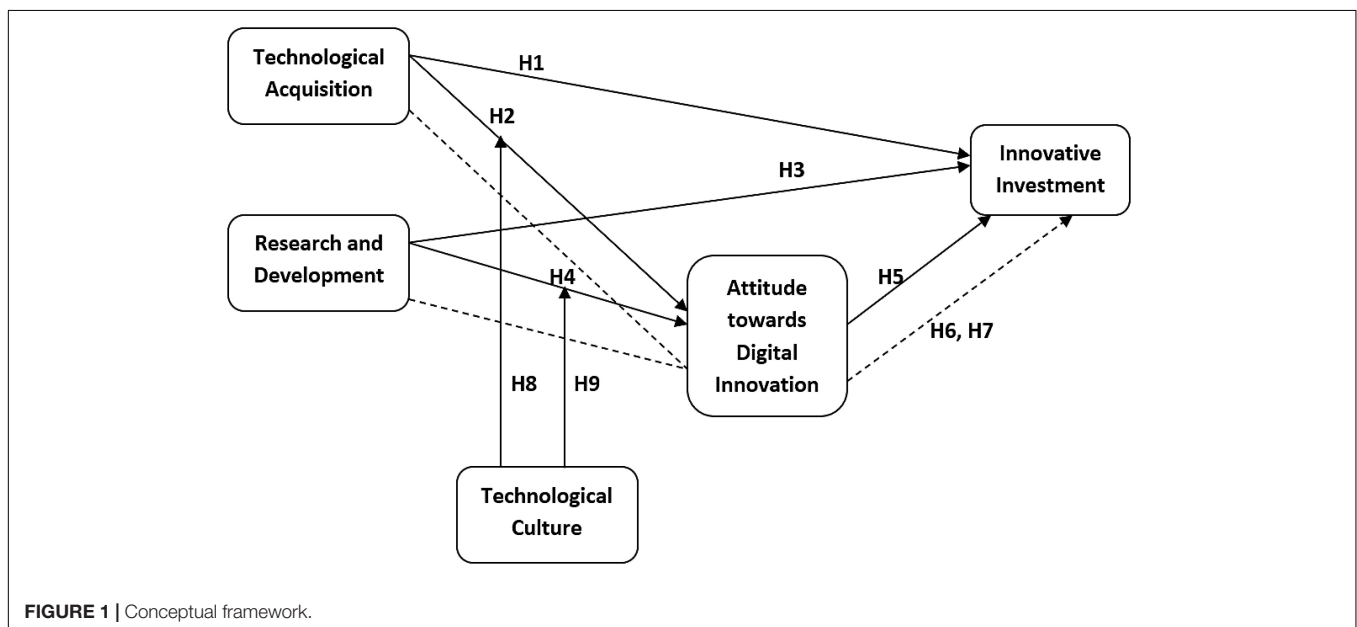 Technological
Acquisition
H1
H2
Innovative
Investment
H3
Research and
Development
H4
Attitude
towards
Digital
Innovation
H5
H6, H7
H8
H9
Technological
Culture
FIGURE 1 | Conceptual framework.